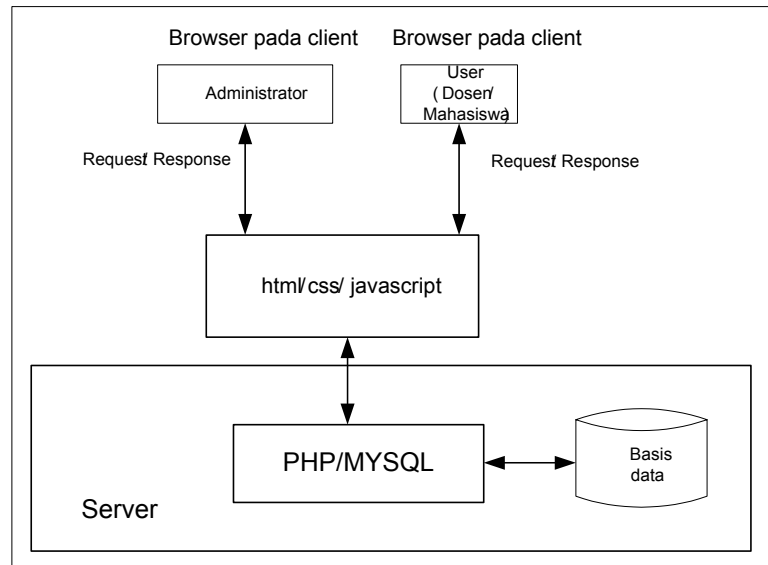 Browser pada client
Browser pada client
Administrator
User
( Dosen/
Mahasiswa)
Request/ Response
Request/ Response
html/css/ javascript
PHP/MYSQL
Basis
data
Server